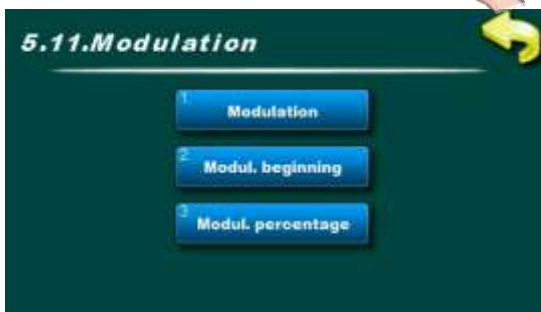 5.11.Modulation
1.
Modulation
2
Modul. beginning
3
Modul. percentage